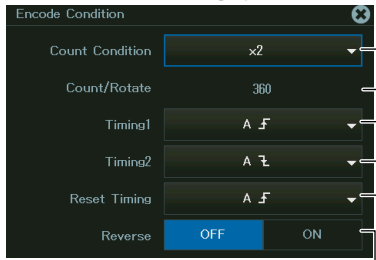 Encode Condition
Count Condition ×2
Count/Rotate 360
Timing1 A
Timing2 A
Reset Timing A
Reverse OFF ON